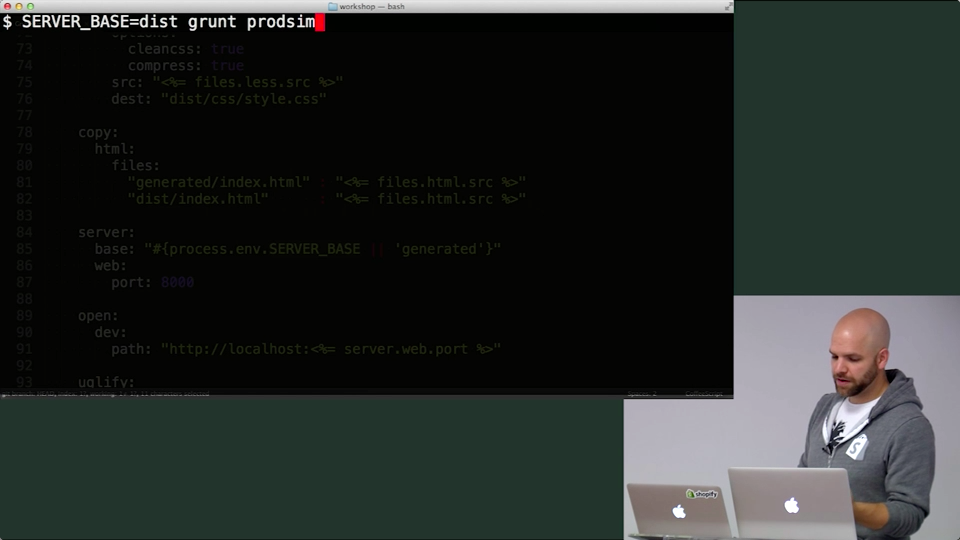 workshop — bash
$ SERVER_BASE=dist grunt prodsim
73 cleancss: true
74 compress: true
75 src: "<%= files.less.src %>"
76 dest: "dist/css/style.css"
77
78 copy:
79 html:
80 files:
81 "generated/index.html" : "<%= files.html.src %>"
82 "dist/index.html" : "<%= files.html.src %>"
83
84 server:
85 base: "#{process.env.SERVER_BASE || 'generated'}"
86 web:
87 port: 8000
88
89 open:
90 dev:
91 path: "http://localhost:<%= server.web.port %>"
92
93 uglify:
Spaces: 2 CoffeeScript
shopify